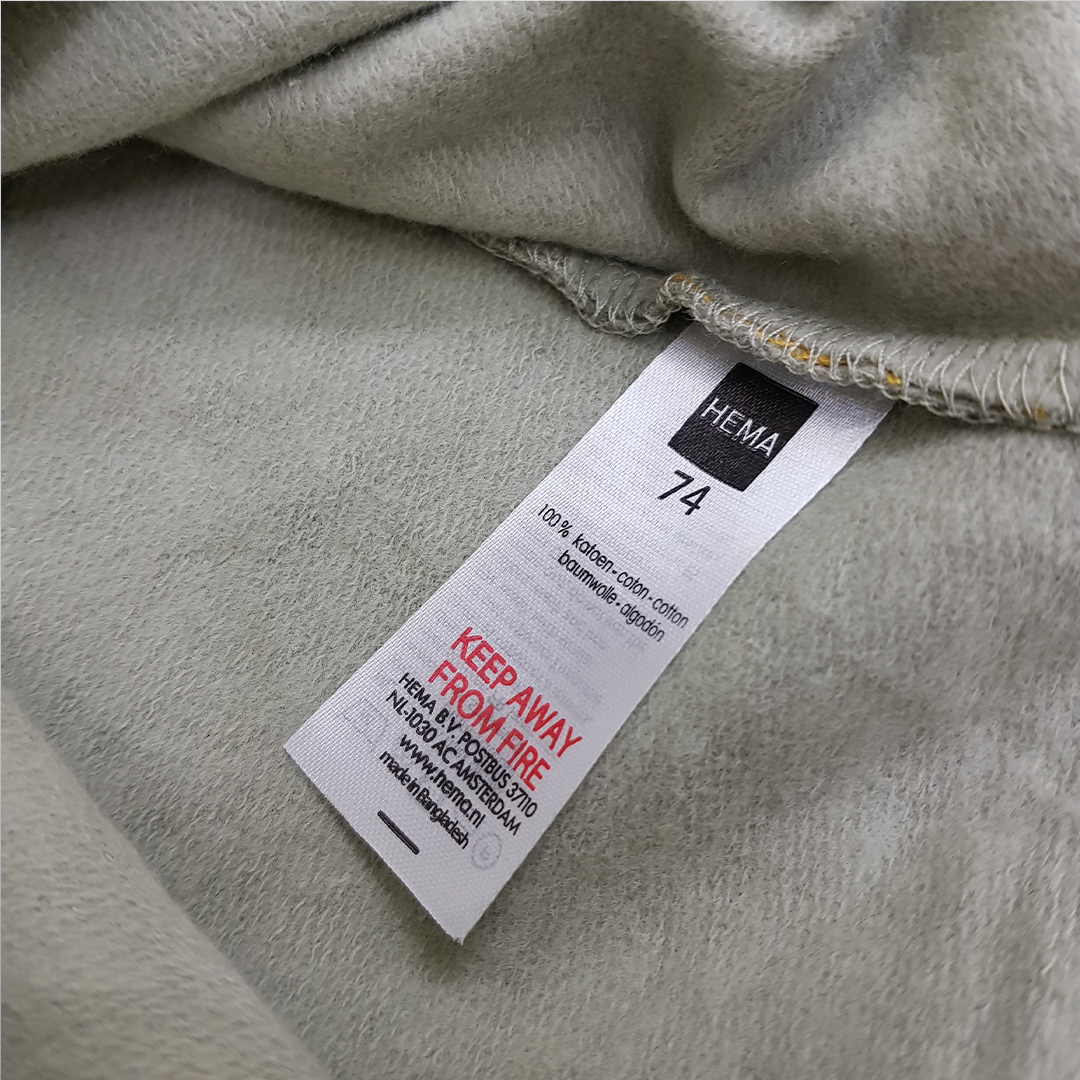 HEMA
74
100% katoen-coton-cotton
baumwolle-algodón
KEEP AWAY
FROM FIRE
HEMA B.V. POSTBUS 37110
NL-1030 AC AMSTERDAM
www.hema.nl
made in Bangladesh